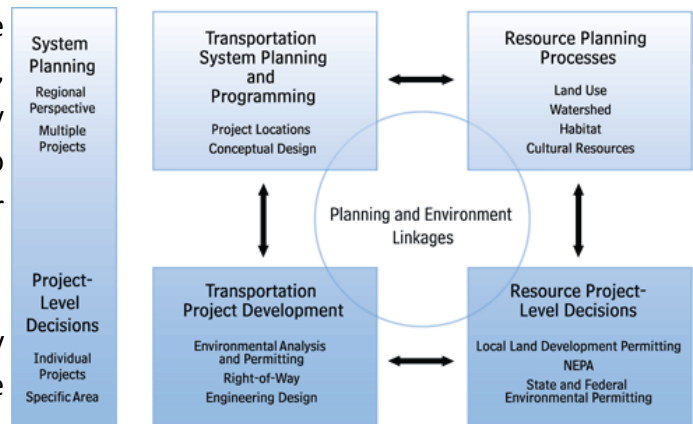 System
Planning
Regional
Perspective
Multiple
Projects
Project-
Level
Decisions
Individual
Projects
Specific Area
Transportation
System Planning
and
Programming
Project Locations
Conceptual Design
Resource Planning
Processes
Land Use
Watershed
Habitat
Cultural Resources
Planning and Environment
Linkages
Transportation
Project Development
Environmental Analysis
and Permitting
Right-of-Way
Engineering Design
Resource Project-
Level Decisions
Local Land Development Permitting
NEPA
State and Federal
Environmental Permitting